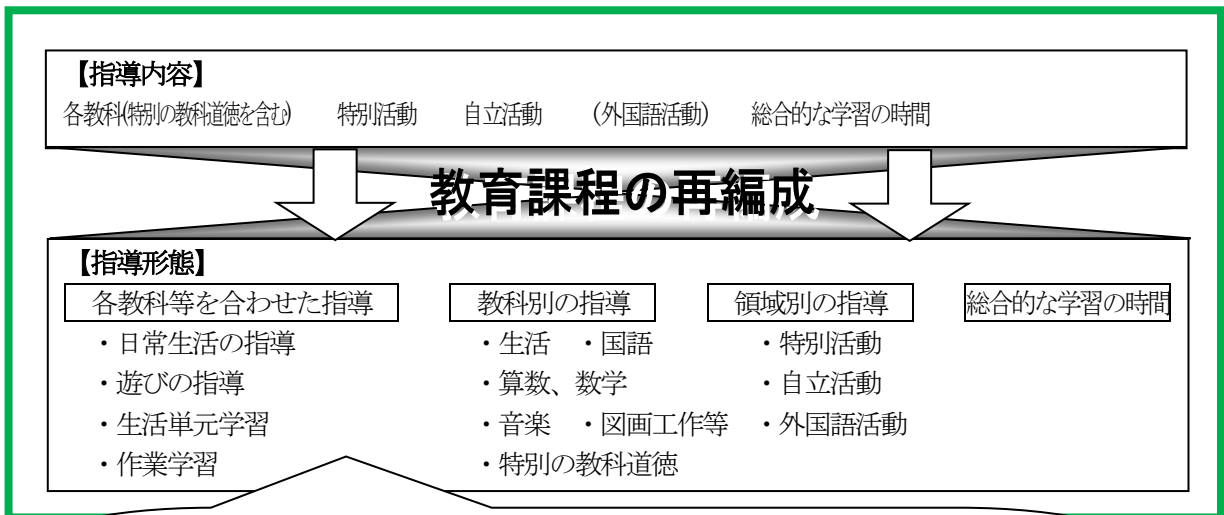 【指導内容】
各教科(特別の教科道徳を含む) 特別活動 自立活動 (外国語活動) 総合的な学習の時間
教育課程の再編成
【指導形態】
各教科等を合わせた指導 教科別の指導 領域別の指導 総合的な学習の時間
・日常生活の指導 ・生活 ・国語 ・特別活動
・遊びの指導 ・算数、数学 ・自立活動
・生活単元学習 ・音楽 ・図画工作等 ・外国語活動
・作業学習 ・特別の教科道徳